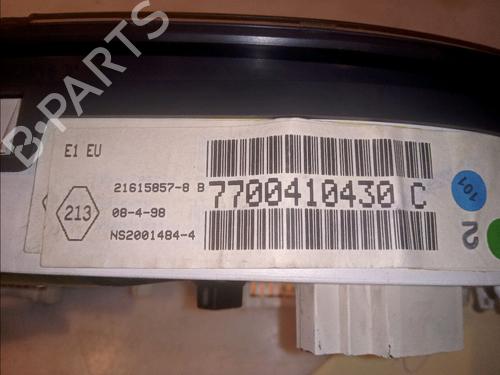 B-PARTS
E1 EU
21615857-8 B
7700410430 C
213
08-4-98
NS2001484-4
101
2